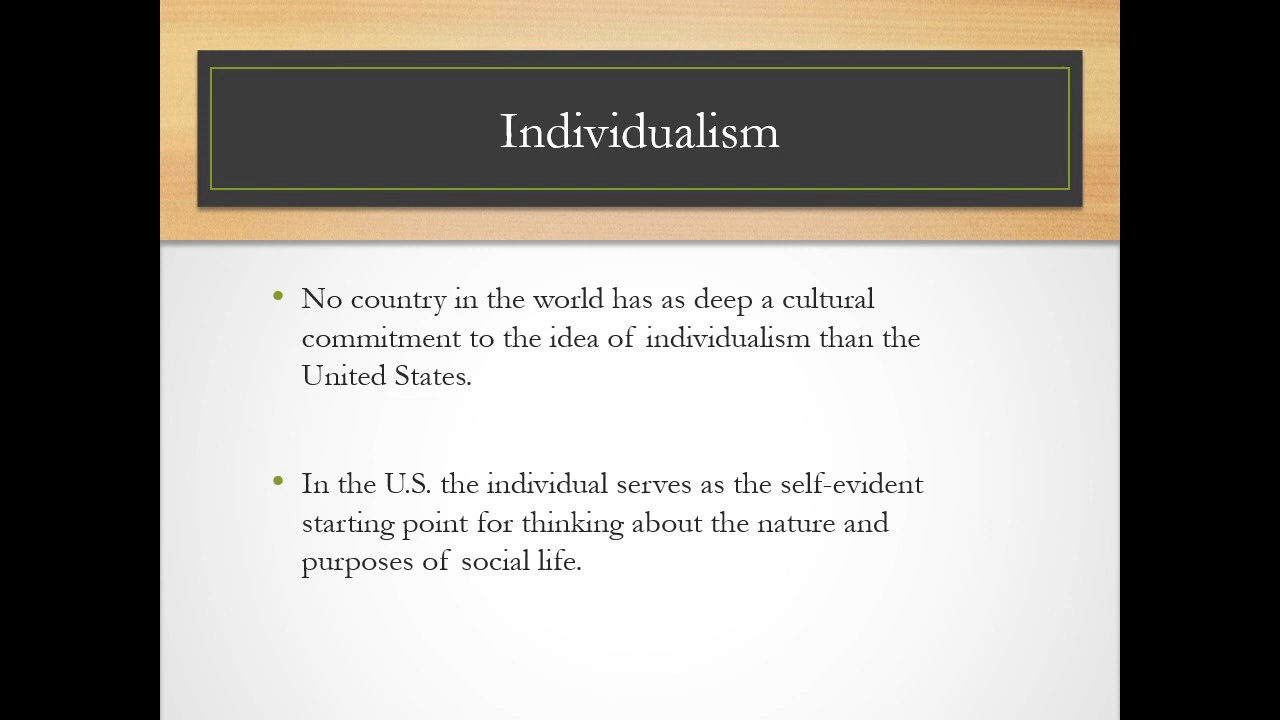 Individualism
• No country in the world has as deep a cultural
commitment to the idea of individualism than the
United States.
• In the U.S. the individual serves as the self-evident
starting point for thinking about the nature and
purposes of social life.